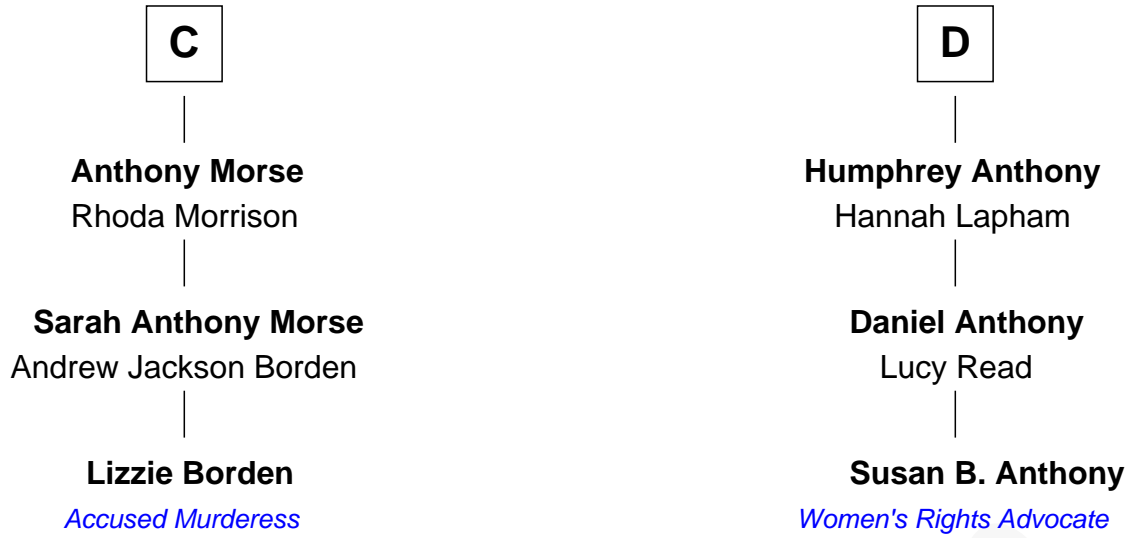 C
Anthony Morse
Rhoda Morrison
Sarah Anthony Morse
Andrew Jackson Borden
Lizzie Borden
Accused Murderess
D
Humphrey Anthony
Hannah Lapham
Daniel Anthony
Lucy Read
Susan B. Anthony
Women's Rights Advocate